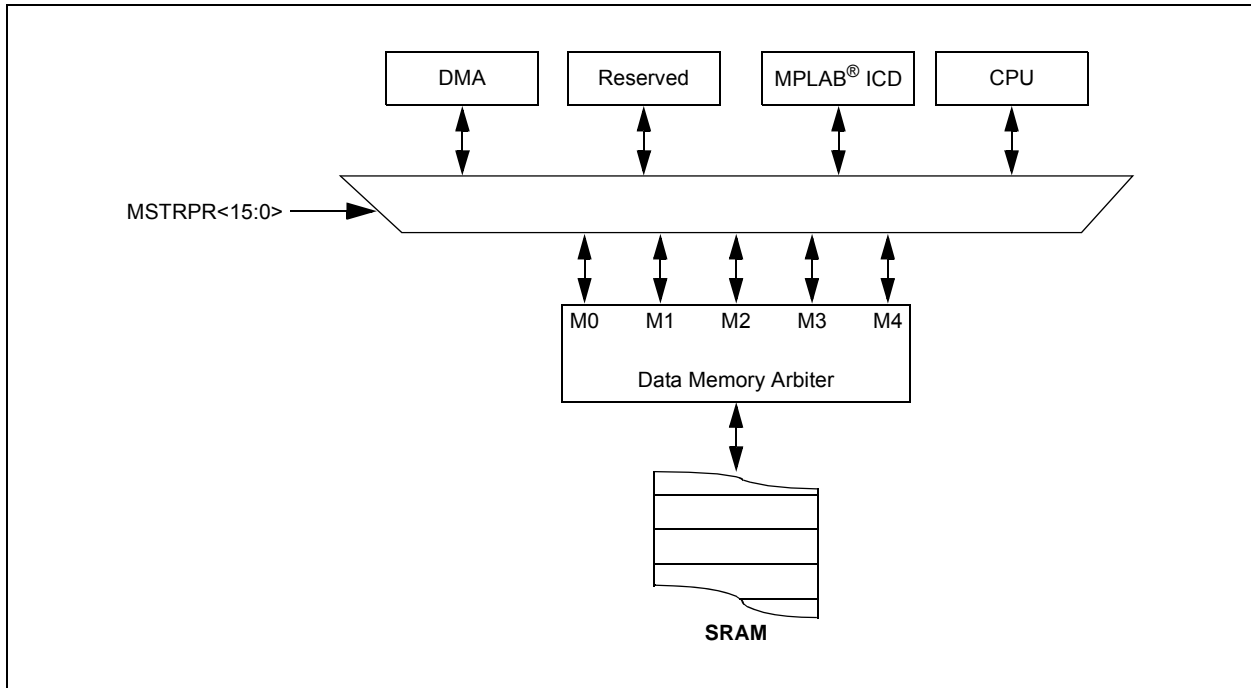 DMA
Reserved
MPLAB® ICD
CPU
MSTRPR<15:0>
M0 M1 M2 M3 M4
Data Memory Arbiter
SRAM